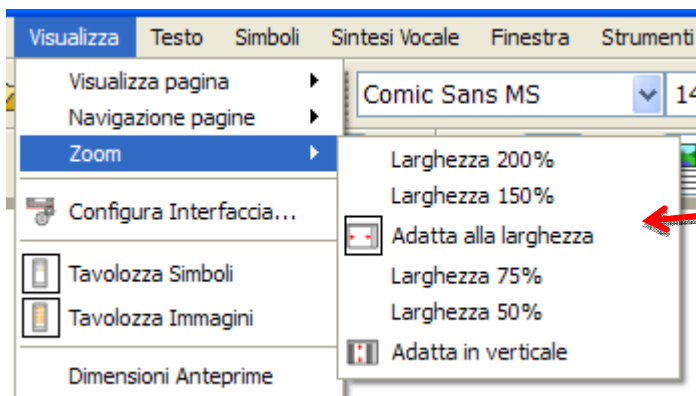 Visualizza Testo Simboli Sintesi Vocale Finestra Strumenti
Visualizza pagina
Navigazione pagine
Zoom
Configura Interfaccia...
Tavolozza Simboli
Tavolozza Immagini
Dimensioni Anteprime
Comic Sans MS 14
Larghezza 200%
Larghezza 150%
Adatta alla larghezza
Larghezza 75%
Larghezza 50%
Adatta in verticale